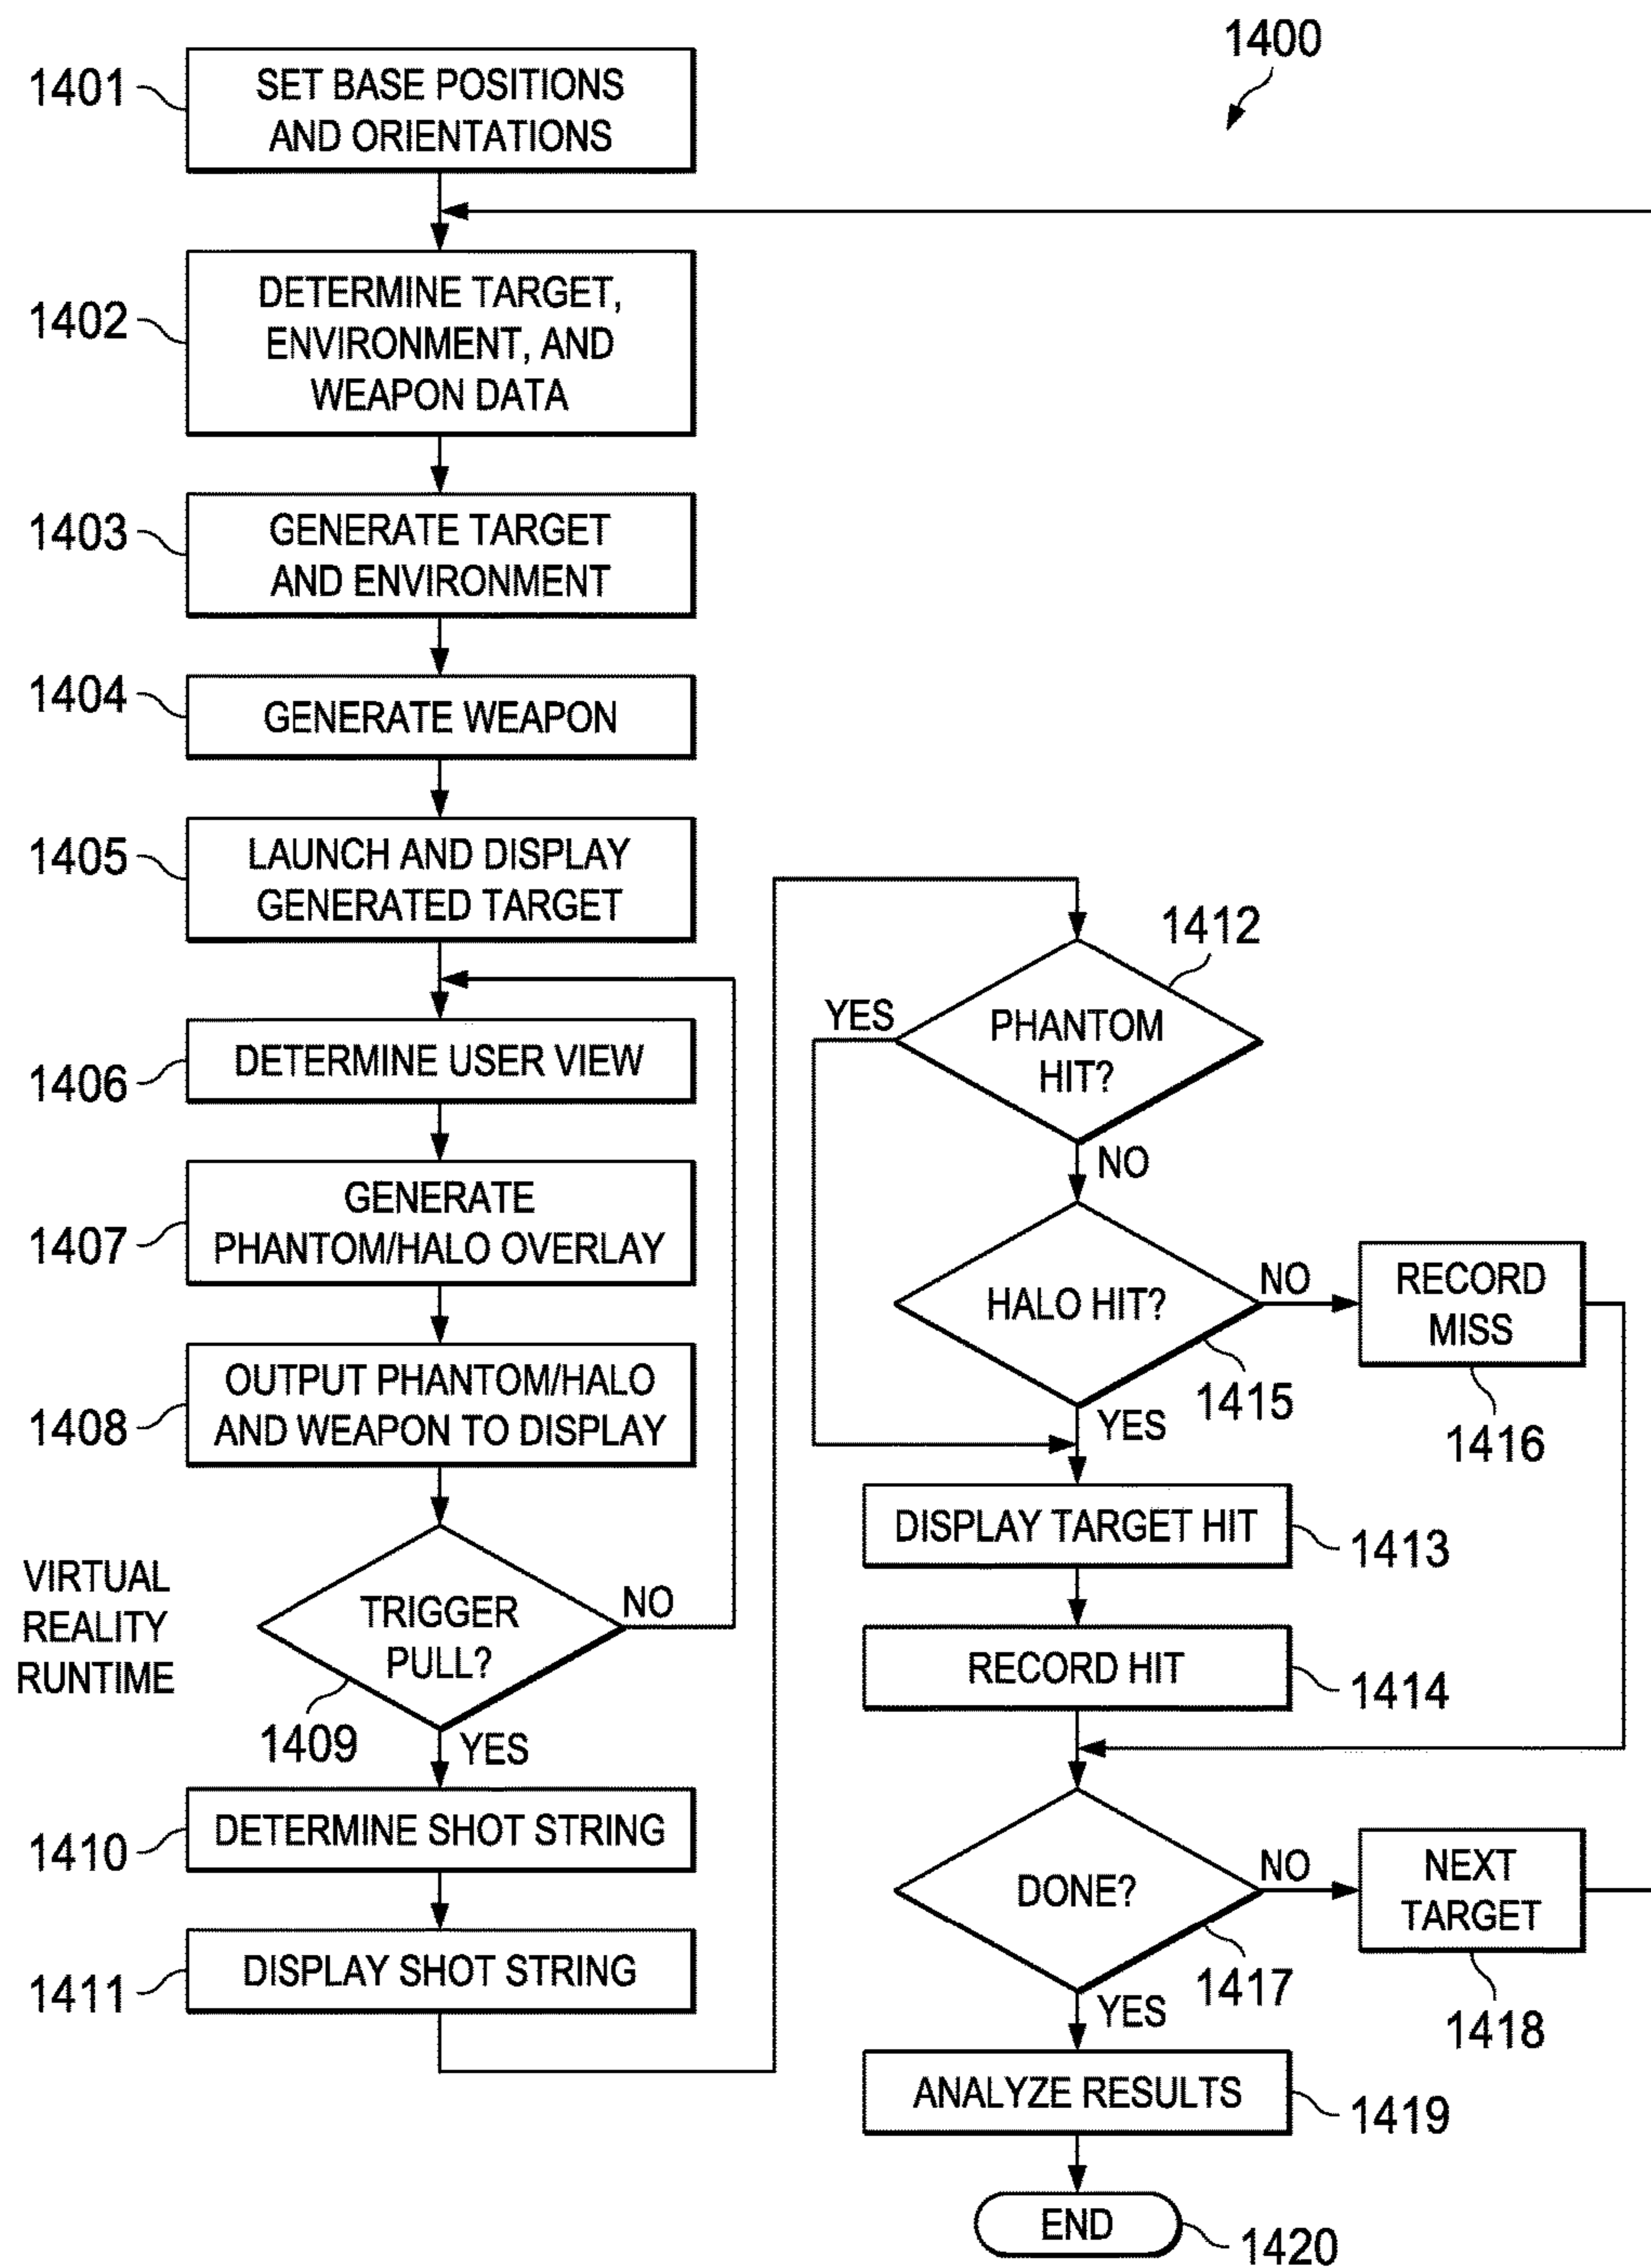 1400
1401
SET BASE POSITIONS
AND ORIENTATIONS
1402
DETERMINE TARGET,
ENVIRONMENT, AND
WEAPON DATA
1403
GENERATE TARGET
AND ENVIRONMENT
1404
GENERATE WEAPON
1405
LAUNCH AND DISPLAY
GENERATED TARGET
1406
DETERMINE USER VIEW
1407
GENERATE
PHANTOM/HALO OVERLAY
1408
OUTPUT PHANTOM/HALO
AND WEAPON TO DISPLAY
VIRTUAL
REALITY
RUNTIME
TRIGGER
PULL?
NO
1409
YES
1410
DETERMINE SHOT STRING
1411
DISPLAY SHOT STRING
1412
YES
PHANTOM
HIT?
NO
HALO HIT?
NO
RECORD
MISS
1415
1416
YES
DISPLAY TARGET HIT
1413
RECORD HIT
1414
DONE?
NO
NEXT
TARGET
1417
1418
YES
ANALYZE RESULTS
1419
END
1420